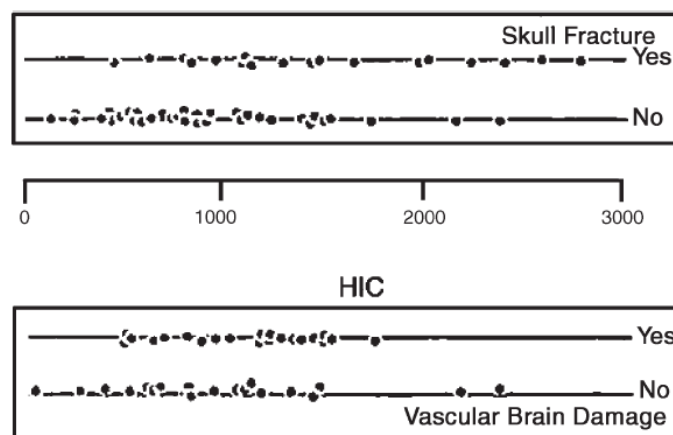 Skull Fracture
Yes
No
0 1000 2000 3000
HIC
Yes
No
Vascular Brain Damage